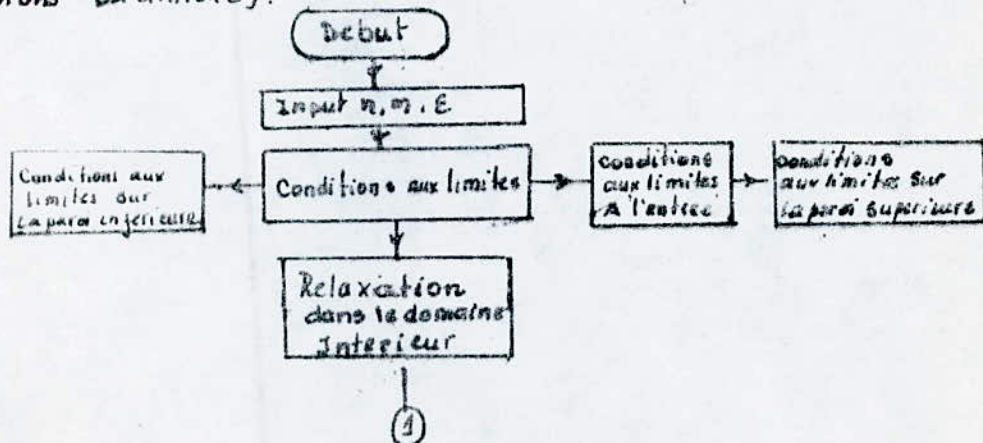 Debut
Input n, m, ε
Conditions aux
limites sur
la paroi inferieure
Conditions aux limites
Conditions
aux limites
A l'entree
Conditions
aux limites sur
la paroi superieure
Relaxation
dans le domaine
Interieur
1